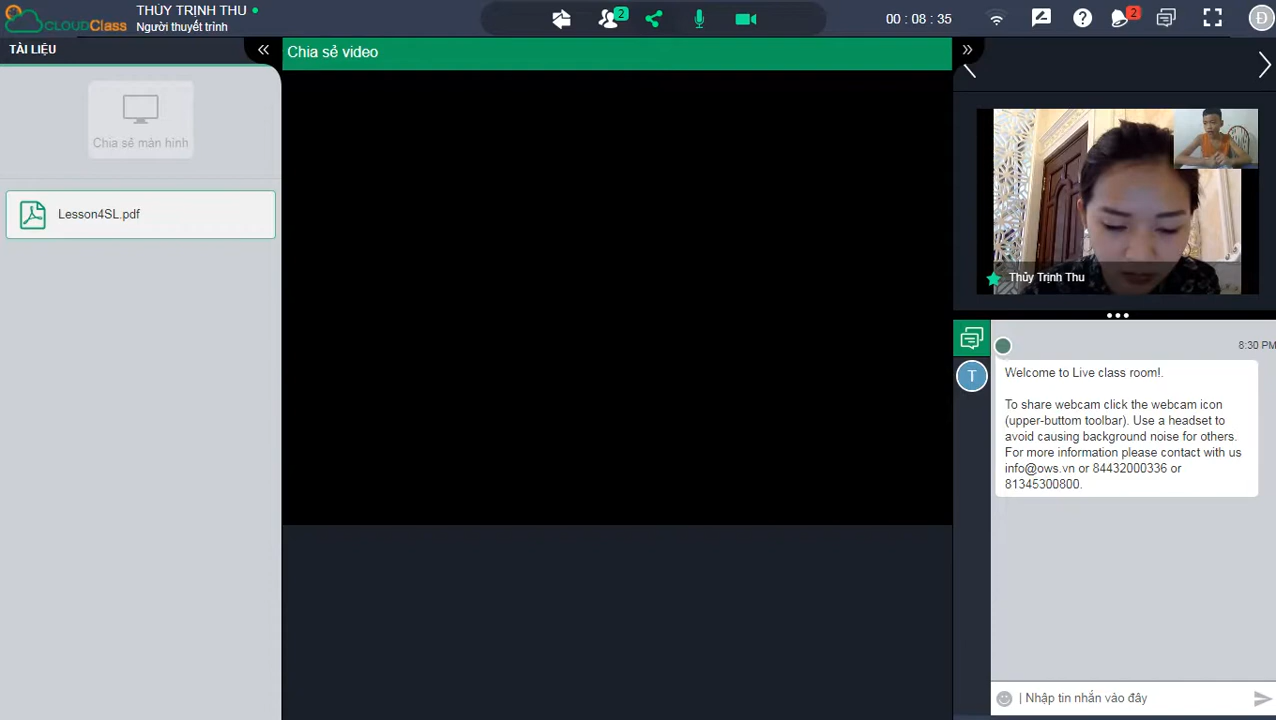 CLOUDClass
THỦY TRỊNH THU
Người thuyết trình
2
00 : 08 : 35
2
Đ
TÀI LIỆU
Chia sẻ video
Chia sẻ màn hình
Lesson4SL.pdf
Thủy Trịnh Thu
T
8:30 PM
Welcome to Live class room!.
To share webcam click the webcam icon
(upper-buttom toolbar). Use a headset to
avoid causing background noise for others.
For more information please contact with us
info@ows.vn or 84432000336 or
81345300800.
Nhập tin nhắn vào đây